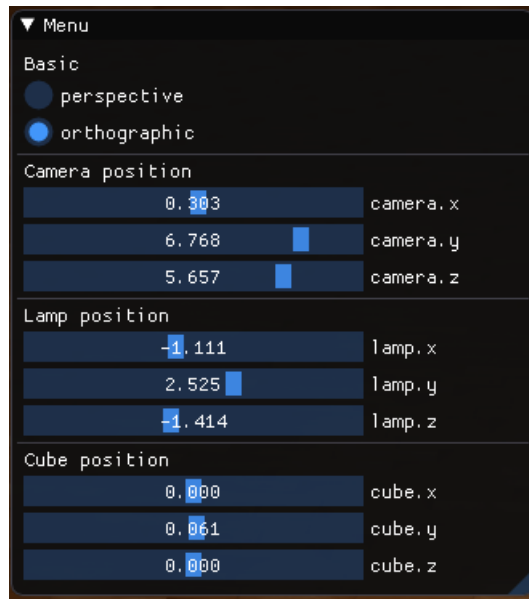 Menu
Basic
perspective
orthographic
Camera position
0.303 camera.x
6.768 camera.y
5.657 camera.z
Lamp position
-1.111 lamp.x
2.525 lamp.y
-1.414 lamp.z
Cube position
0.000 cube.x
0.061 cube.y
0.000 cube.z